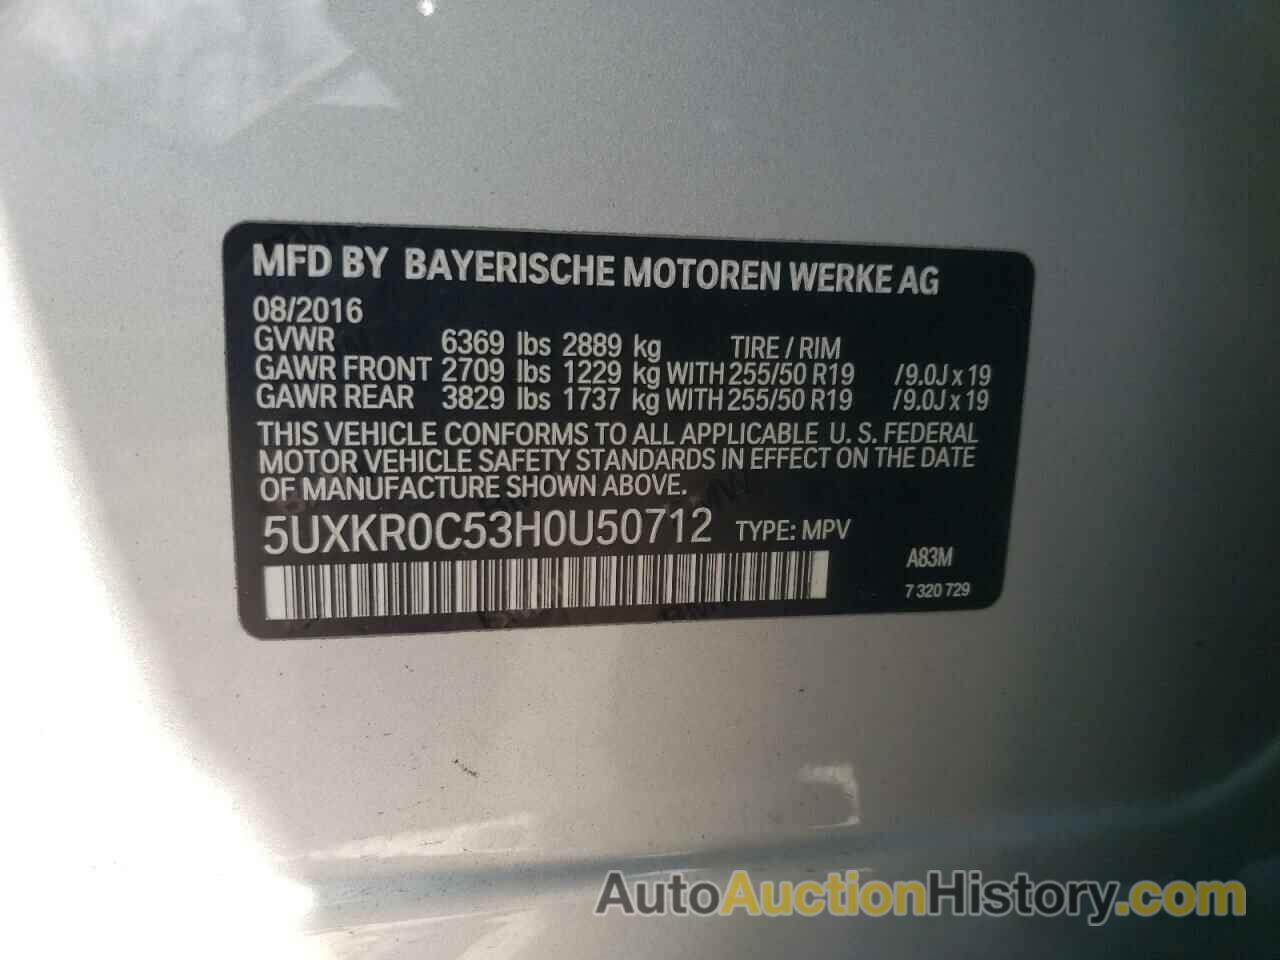 MFD BY BAYERISCHE MOTOREN WERKE AG
08/2016
GVWR 6369 lbs 2889 kg TIRE / RIM
GAWR FRONT 2709 lbs 1229 kg WITH 255/50 R19 /9.0J x 19
GAWR REAR 3829 lbs 1737 kg WITH 255/50 R19 /9.0J x 19
THIS VEHICLE CONFORMS TO ALL APPLICABLE U. S. FEDERAL
MOTOR VEHICLE SAFETY STANDARDS IN EFFECT ON THE DATE
OF MANUFACTURE SHOWN ABOVE.
5UXKR0C53H0U50712 TYPE: MPV
A83M
7 320 729
AutoAuctionHistory.com